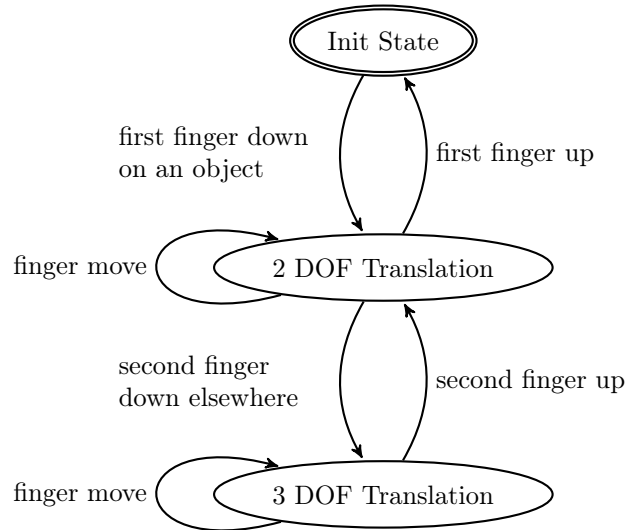 Init State
first finger down
on an object
first finger up
finger move
2 DOF Translation
second finger
down elsewhere
second finger up
finger move
3 DOF Translation